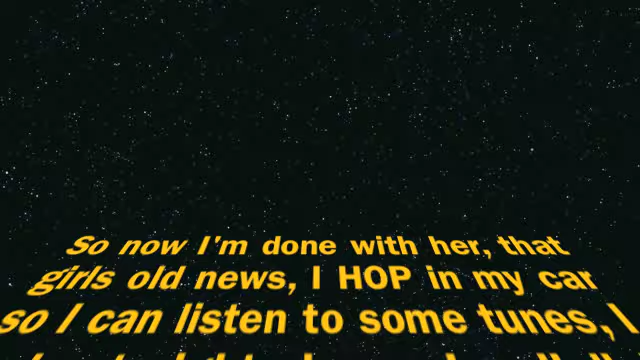 So now I'm done with her, that
girls old news, I HOP in my car
so I can listen to some tunes, I